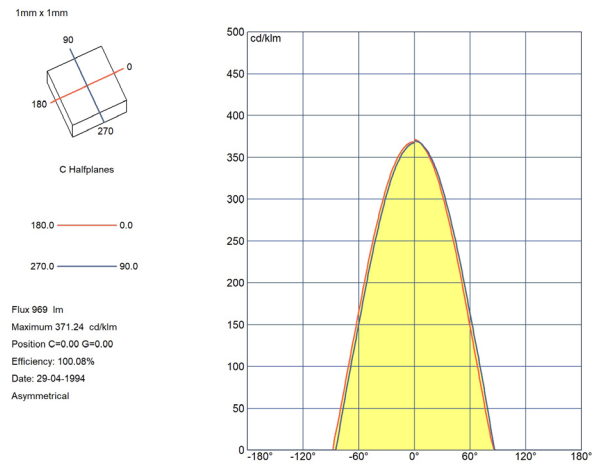 1mm x 1mm
90
0
180
270
C Halfplanes
180.0 0.0
270.0 90.0
Flux 969 lm
Maximum 371.24 cd/klm
Position C=0.00 G=0.00
Efficiency: 100.08%
Date: 29-04-1994
Asymmetrical
500
cd/klm
450
400
350
300
250
200
150
100
50
0
-180° -120° -60° 0° 60° 120° 180°